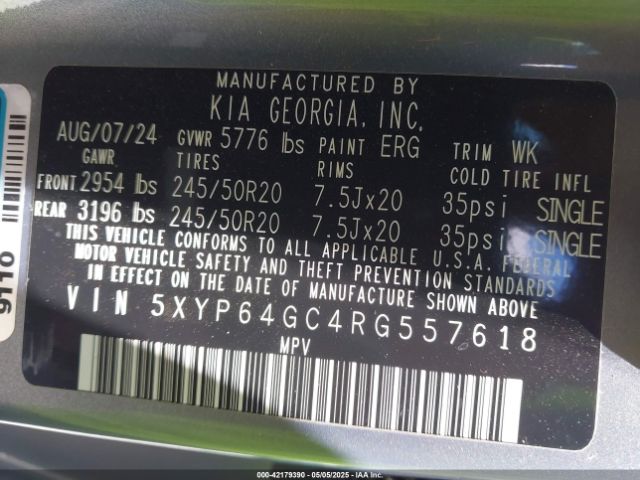 MANUFACTURED BY
KIA GEORGIA, INC.
AUG/07/24 GVWR 5776 lbs PAINT ERG TRIM WK
GAWR TIRES RIMS COLD TIRE INFL
FRONT 2954 lbs 245/50R20 7.5Jx20 35psi SINGLE
REAR 3196 lbs 245/50R20 7.5Jx20 35psi SINGLE
THIS VEHICLE CONFORMS TO ALL APPLICABLE U.S.A. FEDERAL
MOTOR VEHICLE SAFETY AND THEFT PREVENTION STANDARDS
IN EFFECT ON THE DATE OF MANUFACTURE SHOWN ABOVE
VIN 5XYP64GC4RG557618
MPV
9110
000-42179390 - 05/05/2025 - IAAI.COM